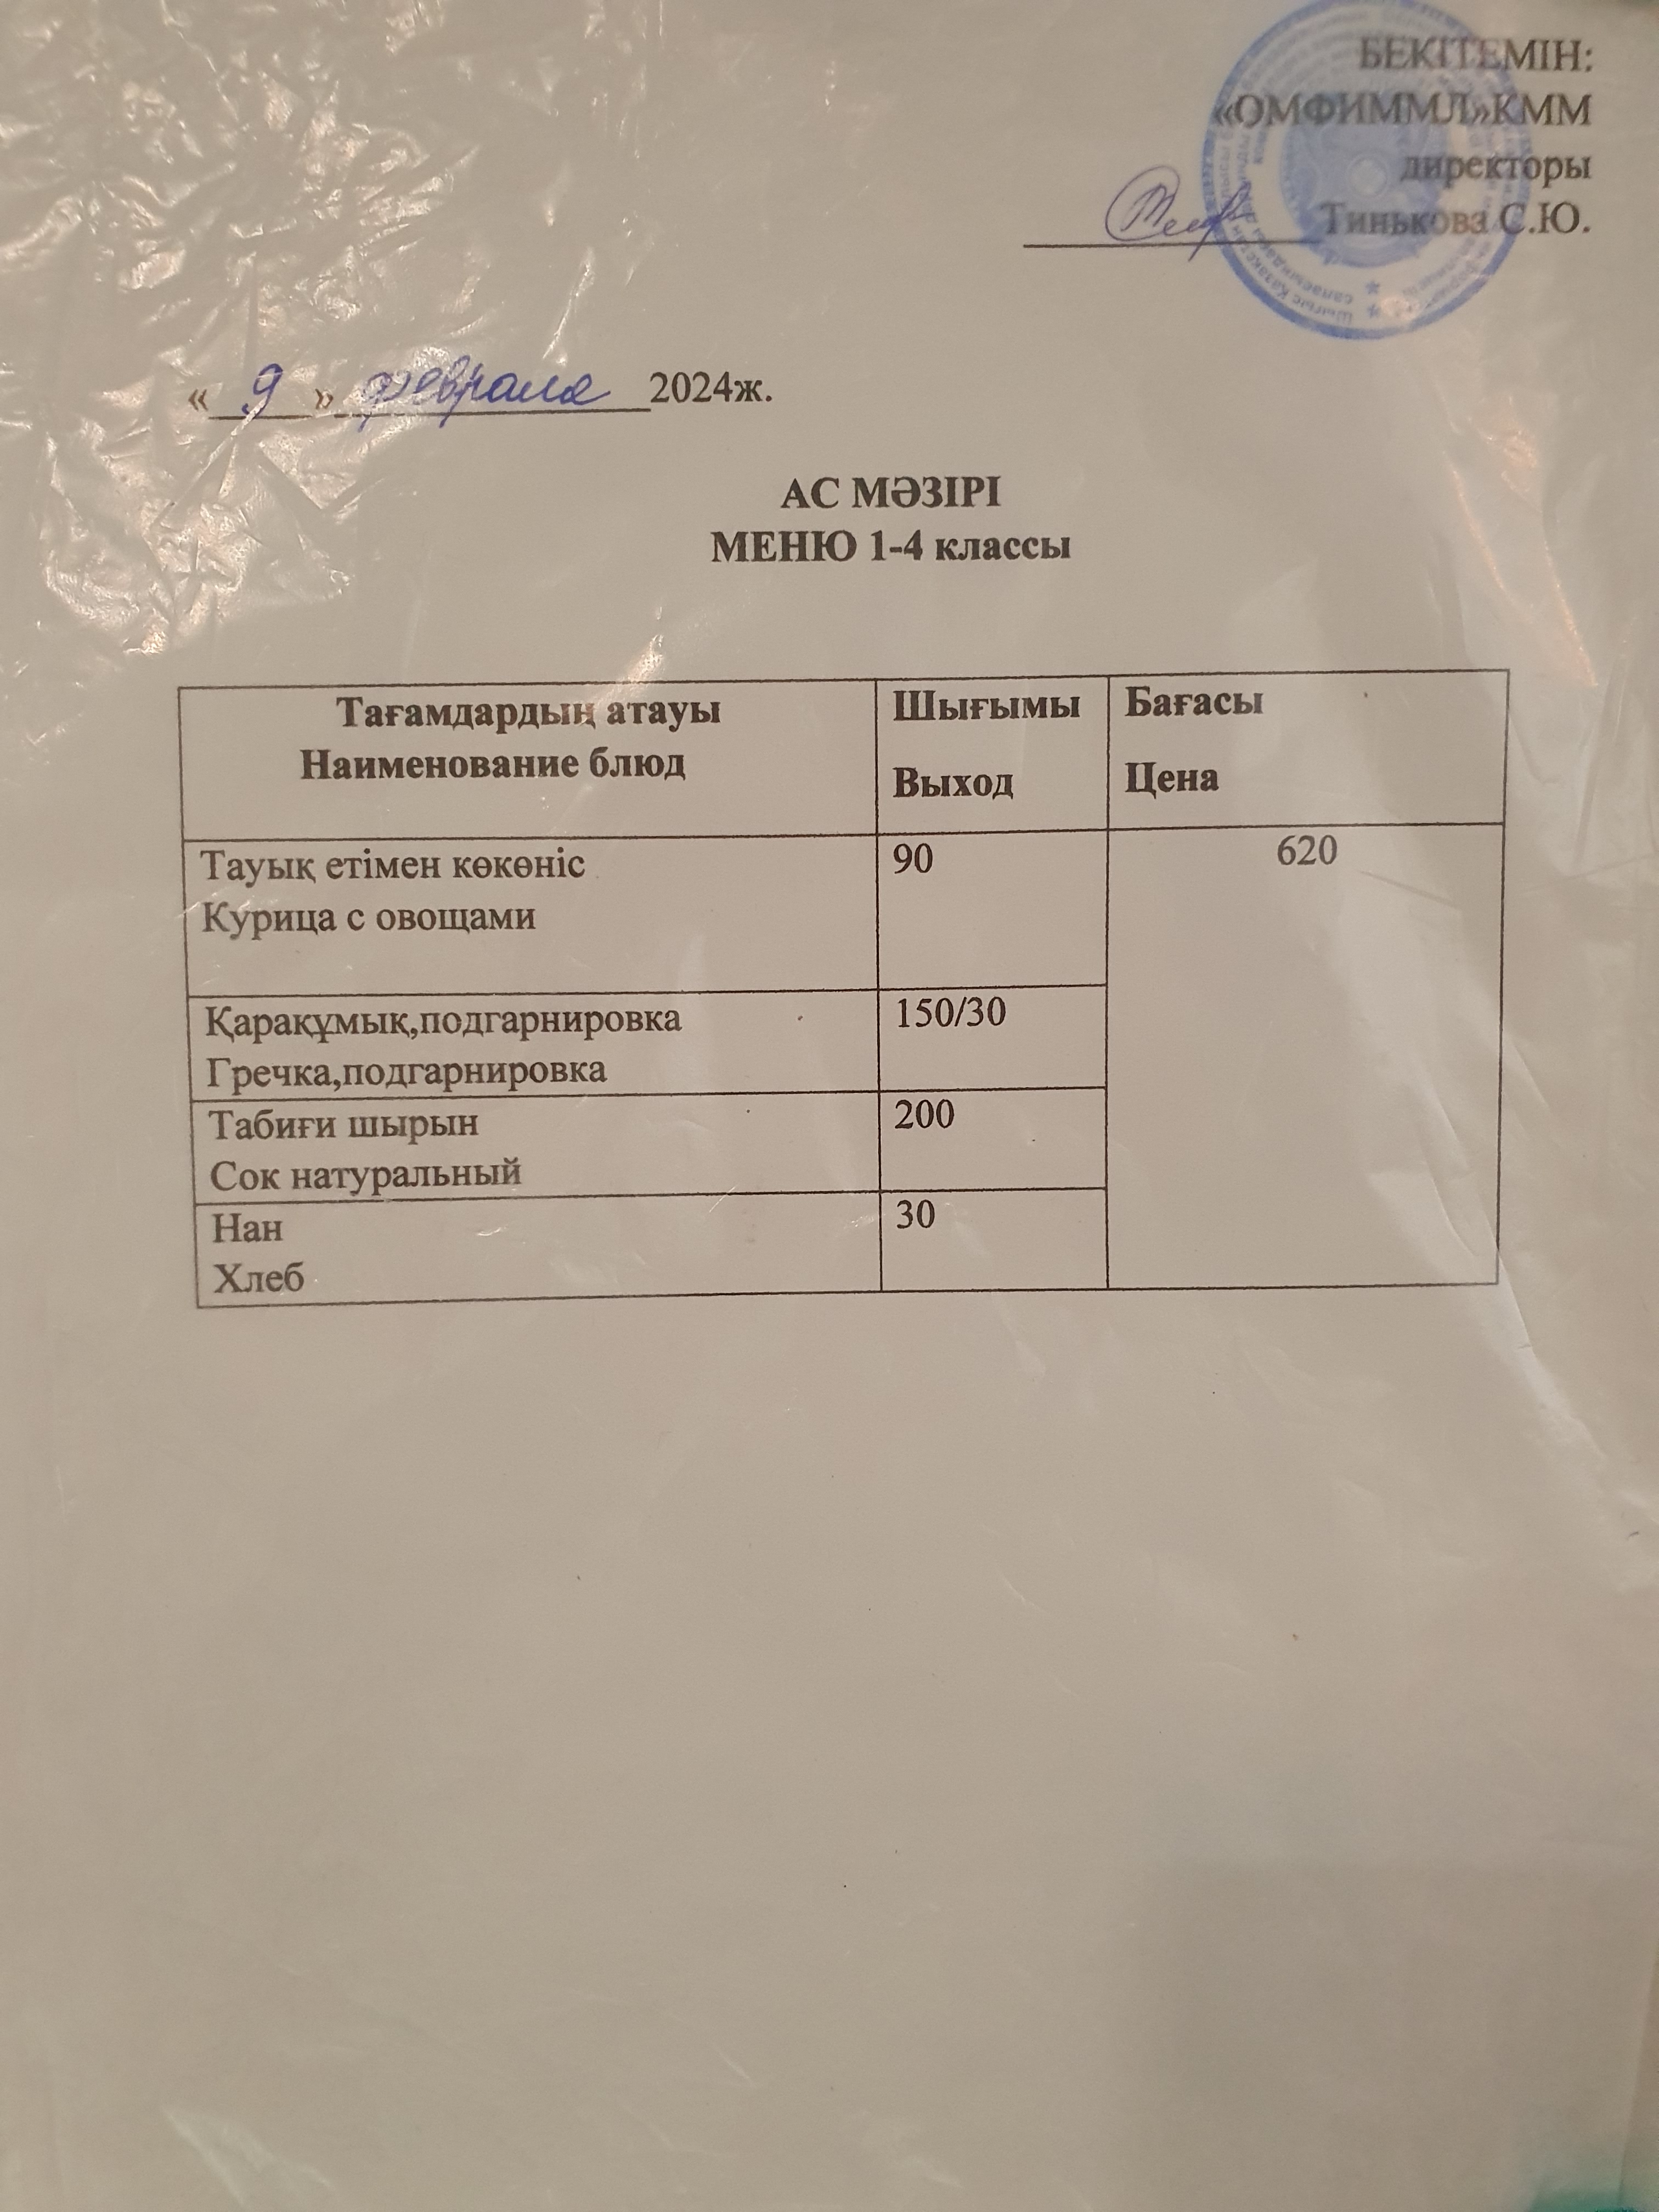 БЕКІТЕМІН:
«ОМФИММЛ»КММ
директоры
Тинькова С.Ю.
« 9 » февраля 2024ж.
АС МӘЗІРІ
МЕНЮ 1-4 классы
Тағамдардың атауы
Наименование блюд
Шығымы
Выход
Бағасы
Цена
Тауық етімен көкөніс
Курица с овощами
90
620
Қарақұмық,подгарнировка
Гречка,подгарнировка
150/30
Табиғи шырын
Сок натуральный
200
Нан
Хлеб
30